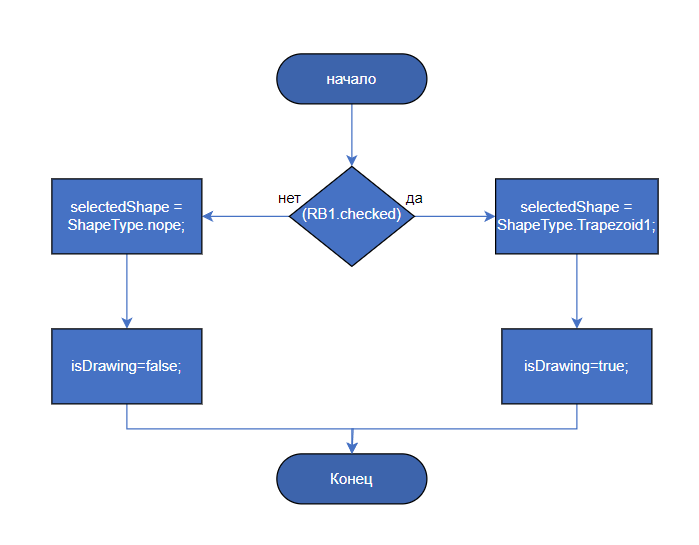 начало
нет
(RB1.checked)
да
selectedShape =
ShapeType.nope;
selectedShape =
ShapeType.Trapezoid1;
isDrawing=false;
isDrawing=true;
Конец